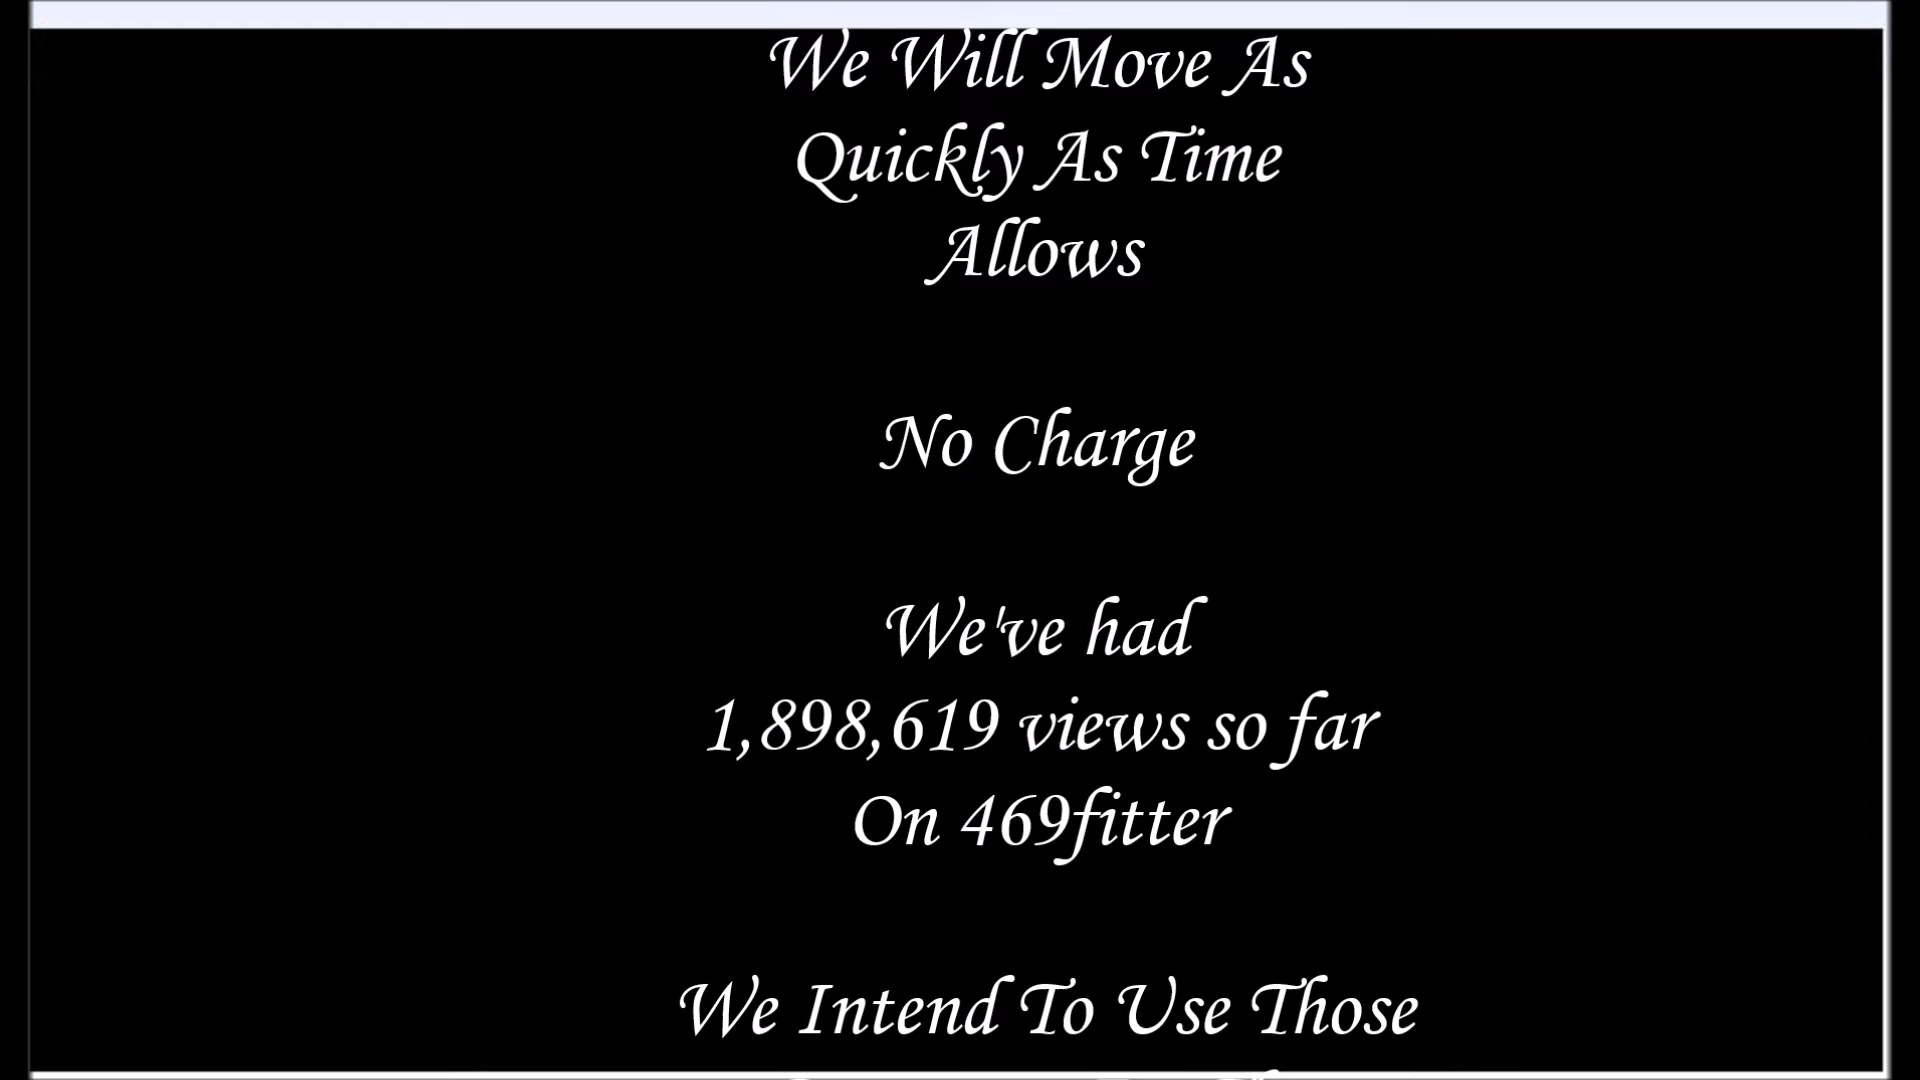 We Will Move As
Quickly As Time
Allows
No Charge
We've had
1,898,619 views so far
On 469fitter
We Intend To Use Those